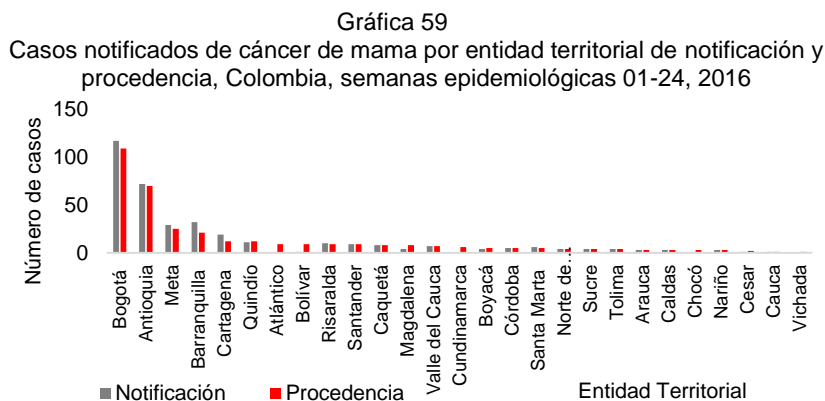 Gráfica 59
Casos notificados de cáncer de mama por entidad territorial de notificación y
procedencia, Colombia, semanas epidemiológicas 01-24, 2016
150
100
50
0
Número de casos
Bogotá
Antioquia
Meta
Barranquilla
Cartagena
Quindío
Atlántico
Bolívar
Risaralda
Santander
Caquetá
Magdalena
Valle del Cauca
Cundinamarca
Boyacá
Córdoba
Santa Marta
Norte de…
Sucre
Tolima
Arauca
Caldas
Chocó
Nariño
Cesar
Cauca
Vichada
Notificación
Procedencia
Entidad Territorial